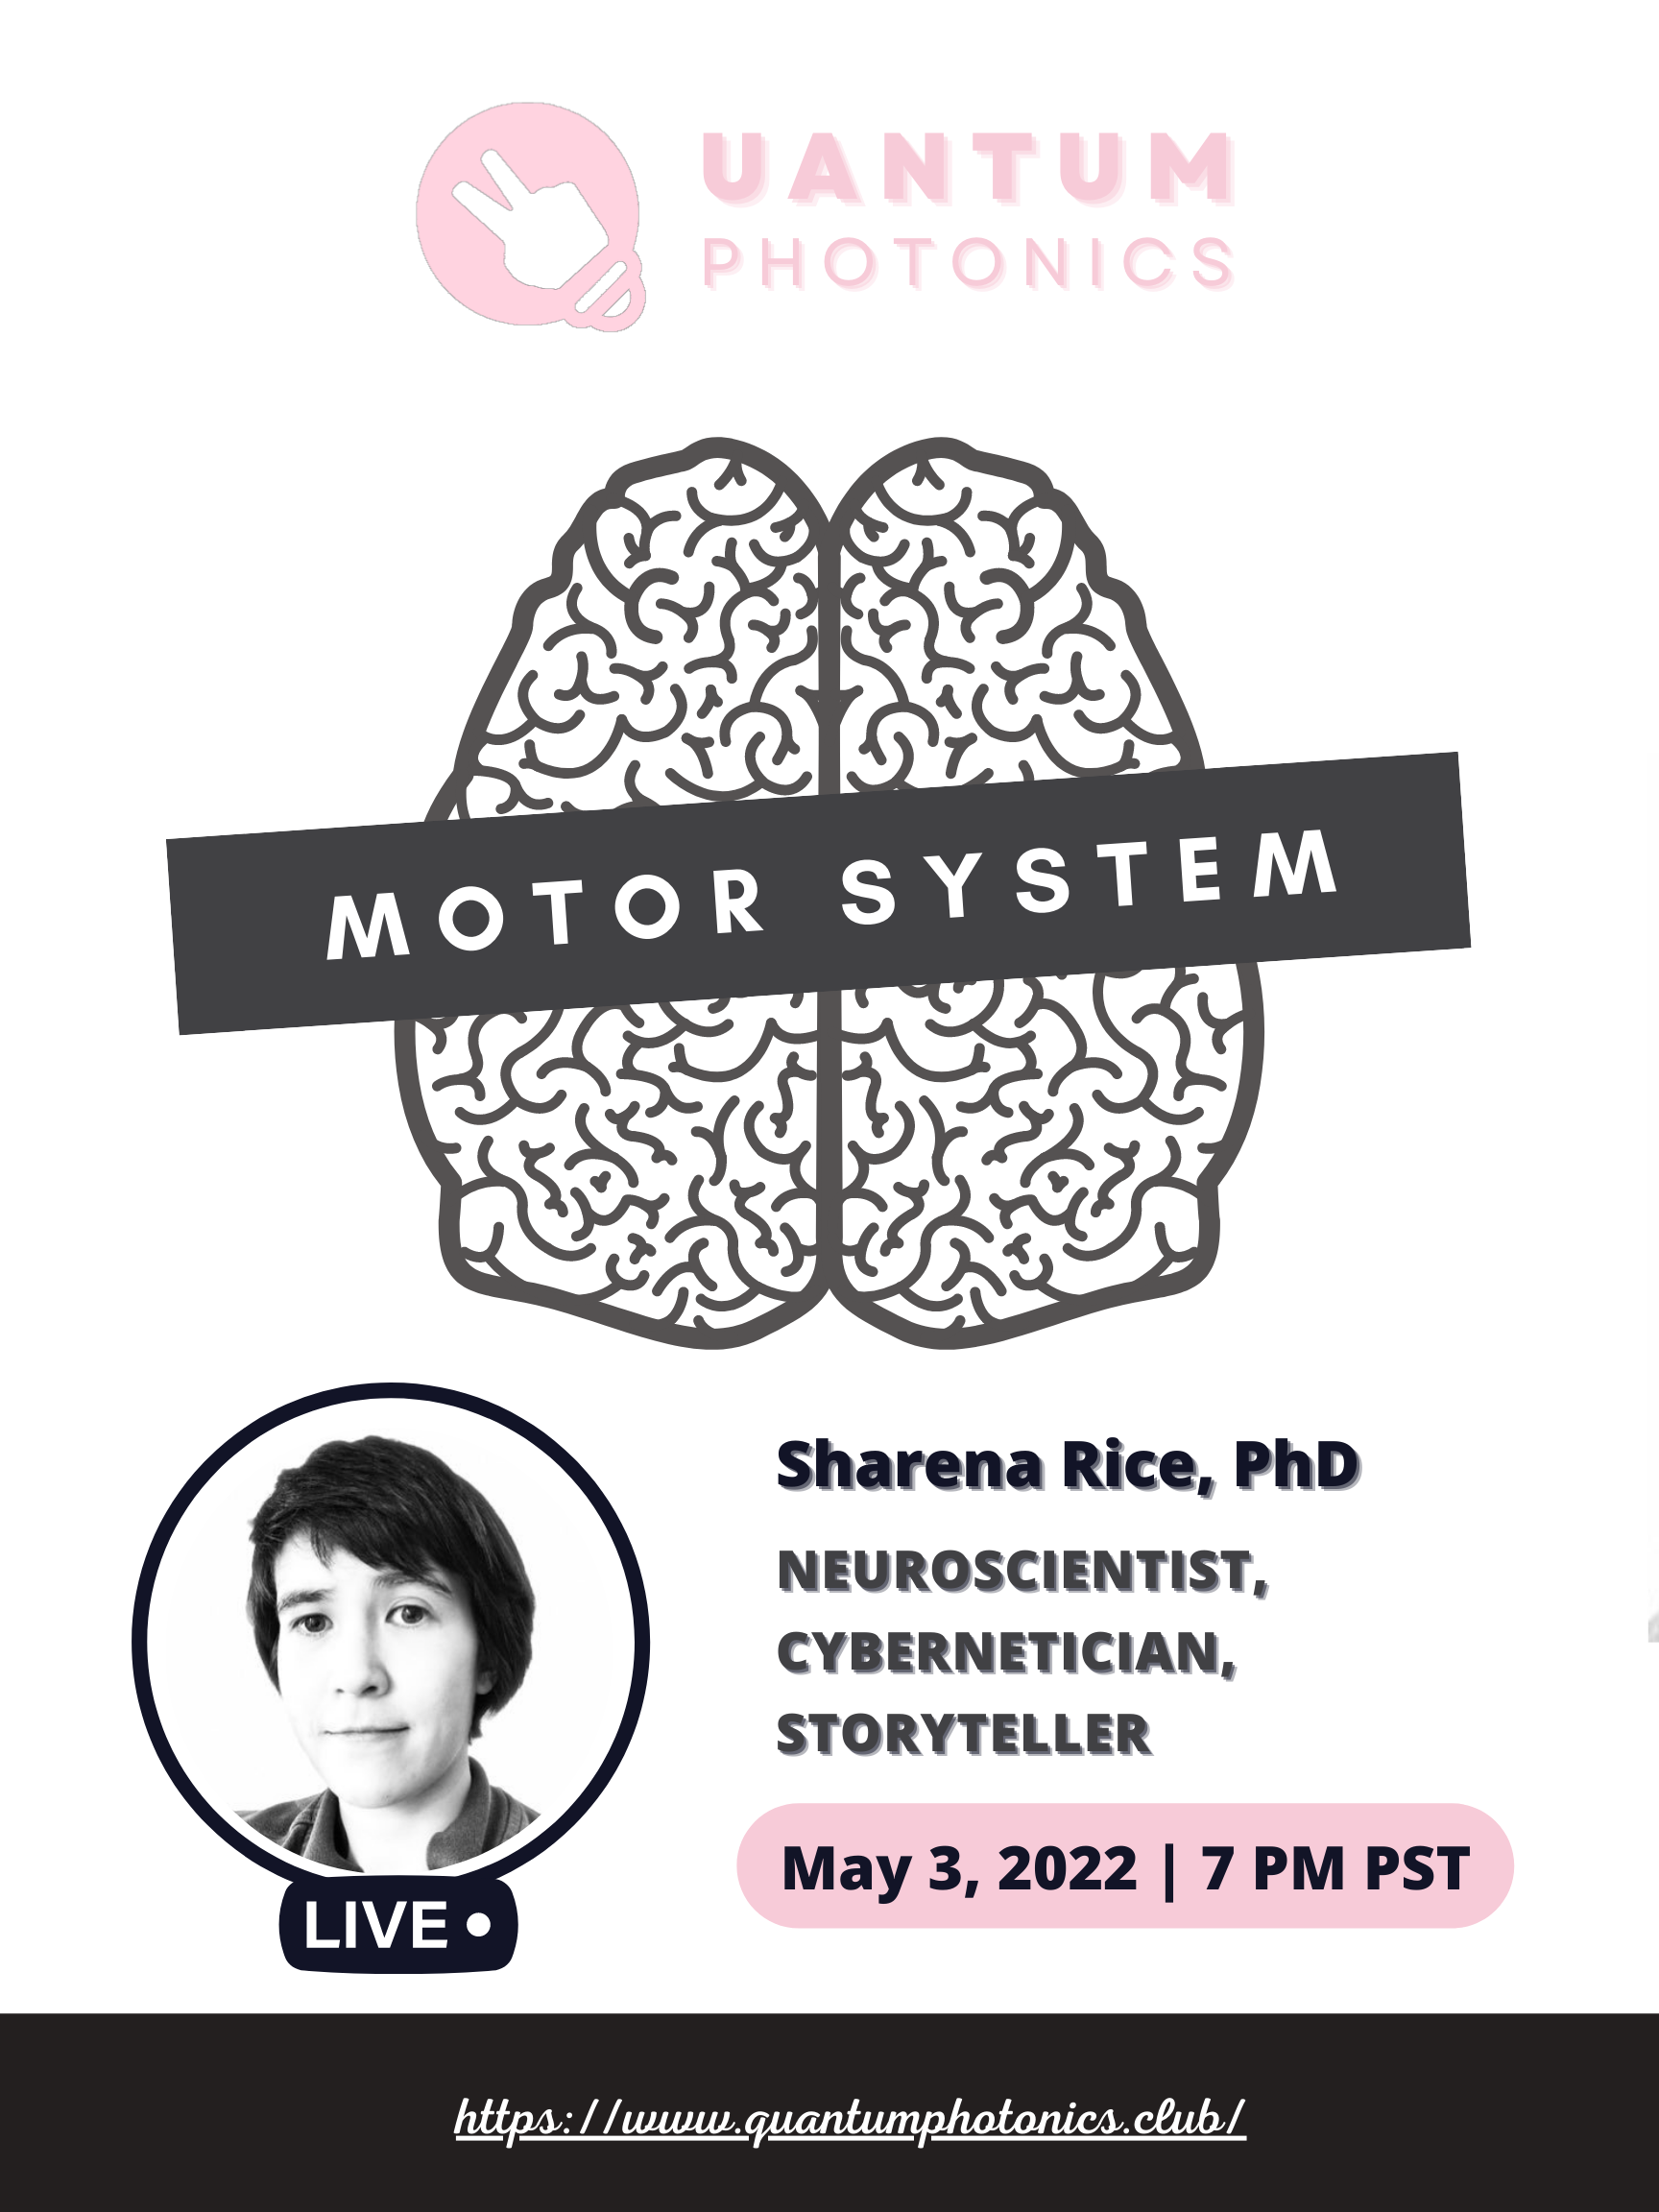 UANTUM
PHOTONICS
MOTOR SYSTEM
Sharena Rice, PhD
NEUROSCIENTIST,
CYBERNETICIAN,
STORYTELLER
May 3, 2022 | 7 PM PST
LIVE
https://www.quantumphotonics.club/